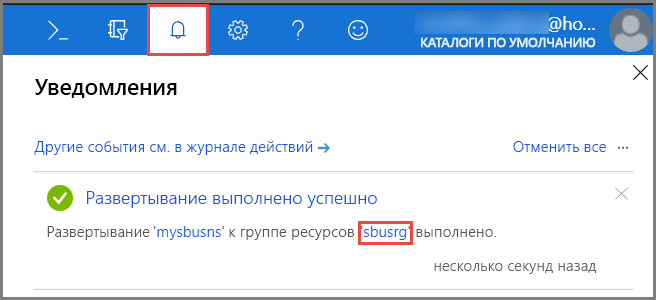 @ho...
КАТАЛОГИ ПО УМОЛЧАНИЮ
Уведомления
Другие события см. в журнале действий →
Отменить все ...
Развертывание выполнено успешно
Развертывание 'mysbusns' к группе ресурсов 'sbusrg' выполнено.
несколько секунд назад